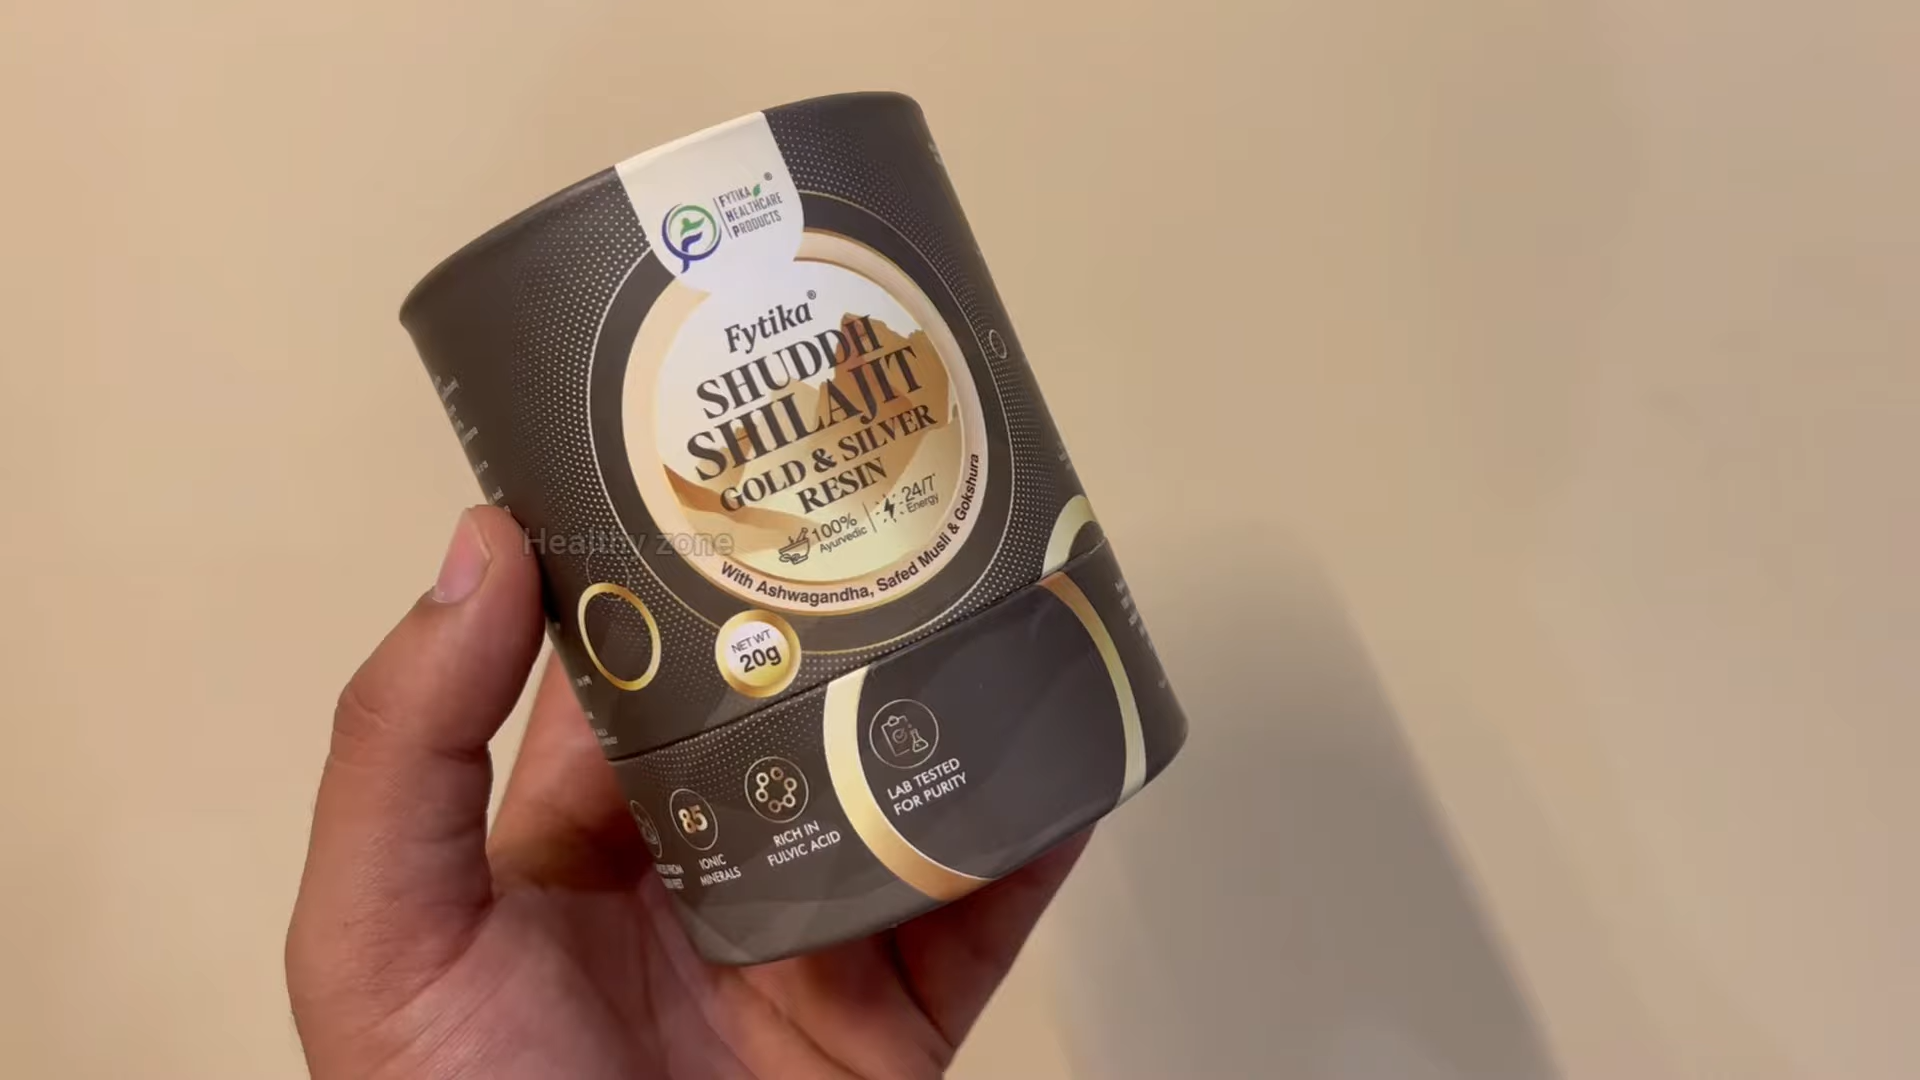 FYTIKA®
HEALTHCARE
PRODUCTS
Fytika®
SHUDDH
SHILAJIT
GOLD & SILVER
RESIN
100%
Ayurvedic
24/7*
Energy
With Ashwagandha, Safed Musli & Gokshura
Healthy zone
NET WT
20g
LAB TESTED
FOR PURITY
85
IONIC
MINERALS
RICH IN
FULVIC ACID